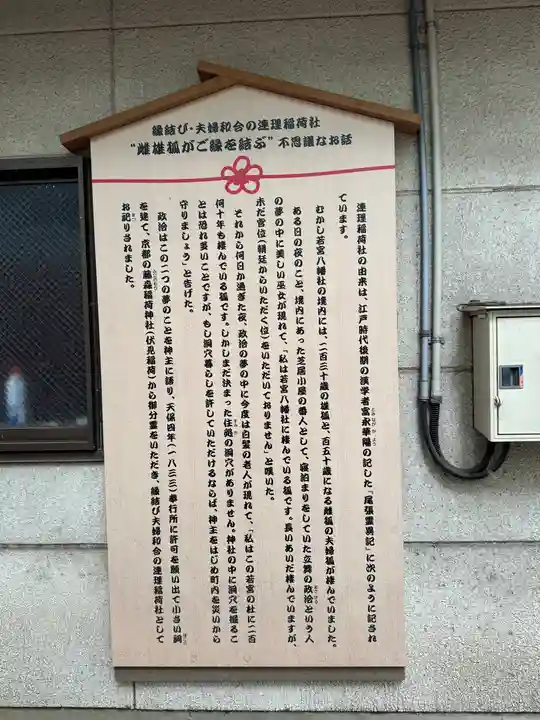 縁結び・夫婦和合の連理稲荷社
“雌雄狐がご縁を結ぶ” 不思議なお話
連理稲荷社の由来は、江戸時代後期の漢学者富永華陽の記した「尾張霊異記」に次のように記され
ています。
むかし若宮八幡社の境内には、二百三十歳の雄狐と、百五十歳になる雌狐の夫婦狐が棲んでいました。
ある日の夜のこと、境内にあった芝居小屋の番人として、寝泊まりをしていた立舞の政治という人
の夢の中に美しい巫女が現れて、「私は若宮八幡社に棲んでいる狐です。長いあいだ棲んでいますが、
未だ宮位(朝廷からいただく位)をいただいておりません」と嘆いた。
それから何日か過ぎた夜、政治の夢の中に今度は白髪の老人が現れて、「私はこの若宮の杜に二百
何十年も棲んでいる狐です。しかしまだ決まった住処の洞穴がありません。神社の中に洞穴を掘るこ
とは恐れ多いことですが、もし洞穴暮らしを許していただけるならば、神主をはじめ町内を災いから
守りましょう」と告げた。
政治はこの二つの夢のことを神主に語り、天保四年(一八三三)奉行所に許可を願い出て小さい祠
を建て、京都の藤森稲荷神社(伏見稲荷)から御分霊をいただき、縁結び夫婦和合の連理稲荷社として
お祀りされました。